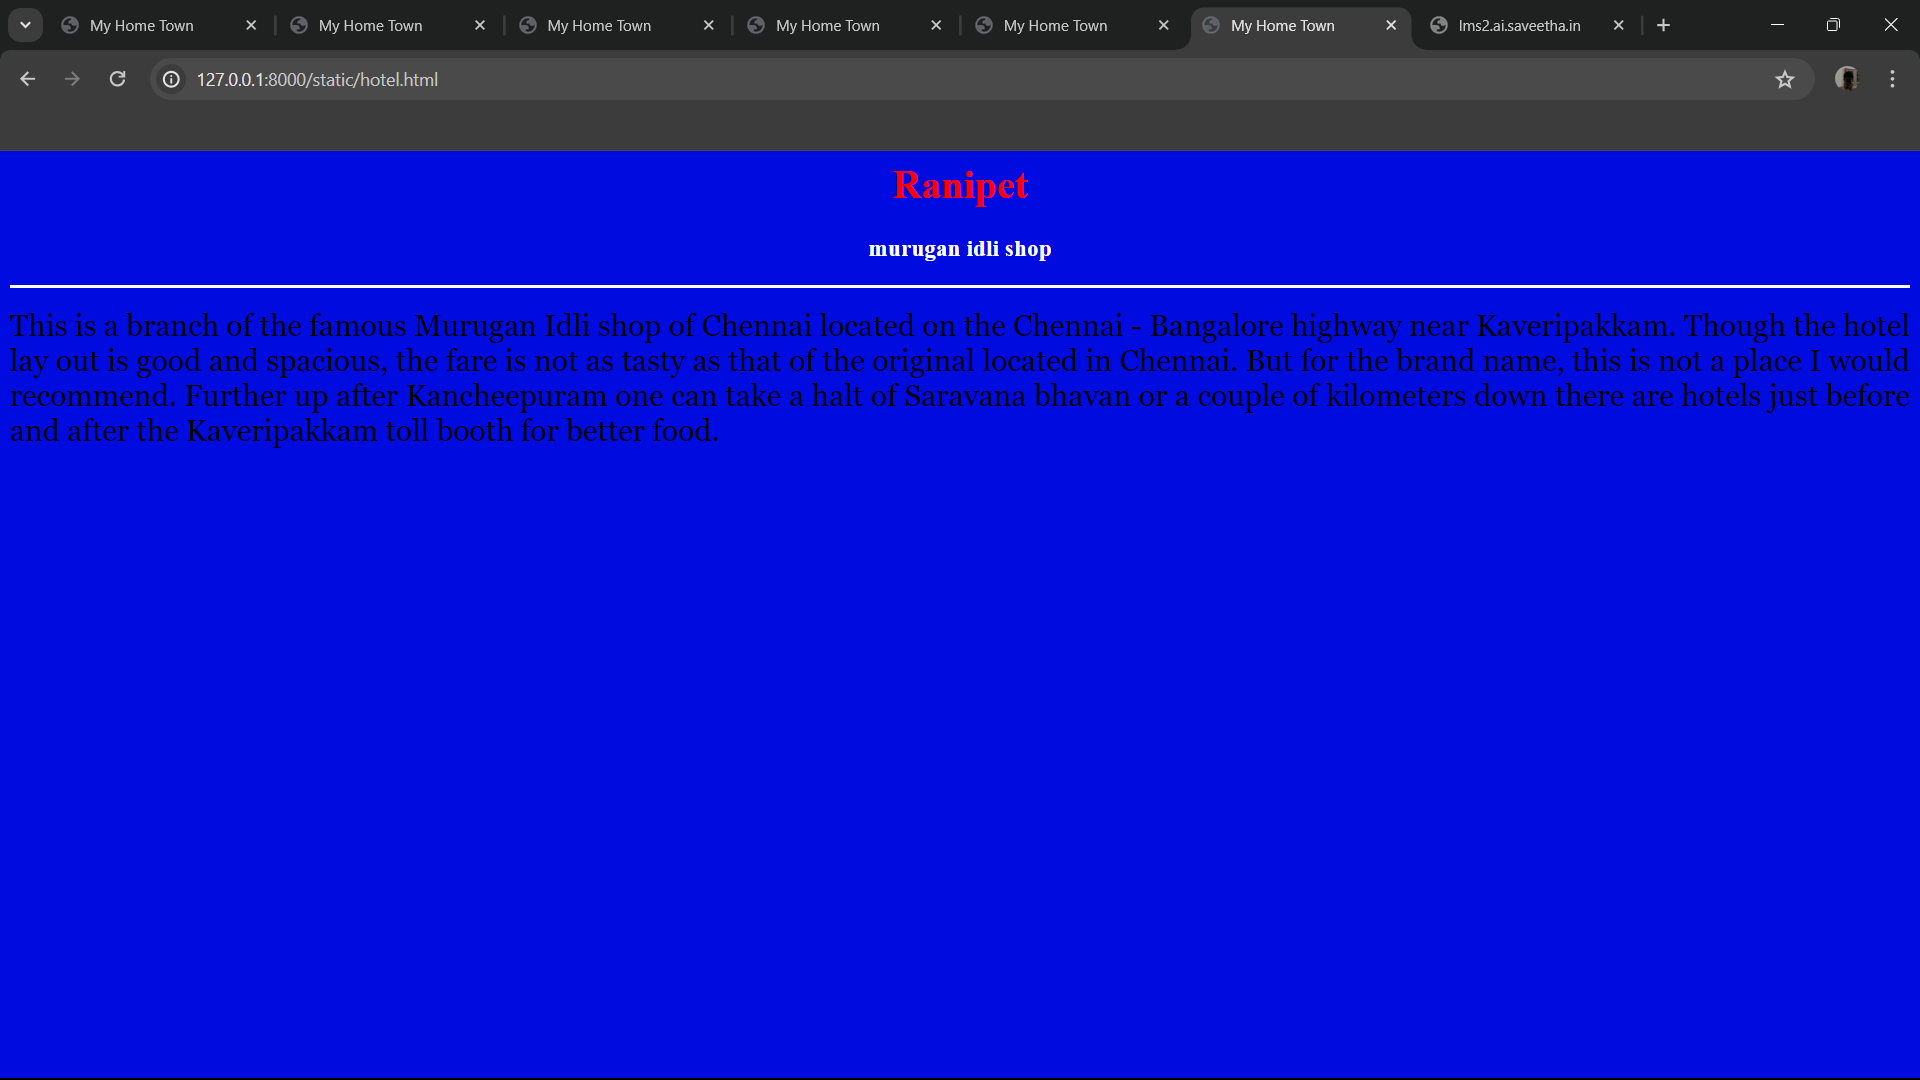 My Home Town
My Home Town
My Home Town
My Home Town
My Home Town
My Home Town
lms2.ai.saveetha.in
127.0.0.1:8000/static/hotel.html
Ranipet
murugan idli shop
This is a branch of the famous Murugan Idli shop of Chennai located on the Chennai - Bangalore highway near Kaveripakkam. Though the hotel
lay out is good and spacious, the fare is not as tasty as that of the original located in Chennai. But for the brand name, this is not a place I would
recommend. Further up after Kancheepuram one can take a halt of Saravana bhavan or a couple of kilometers down there are hotels just before
and after the Kaveripakkam toll booth for better food.